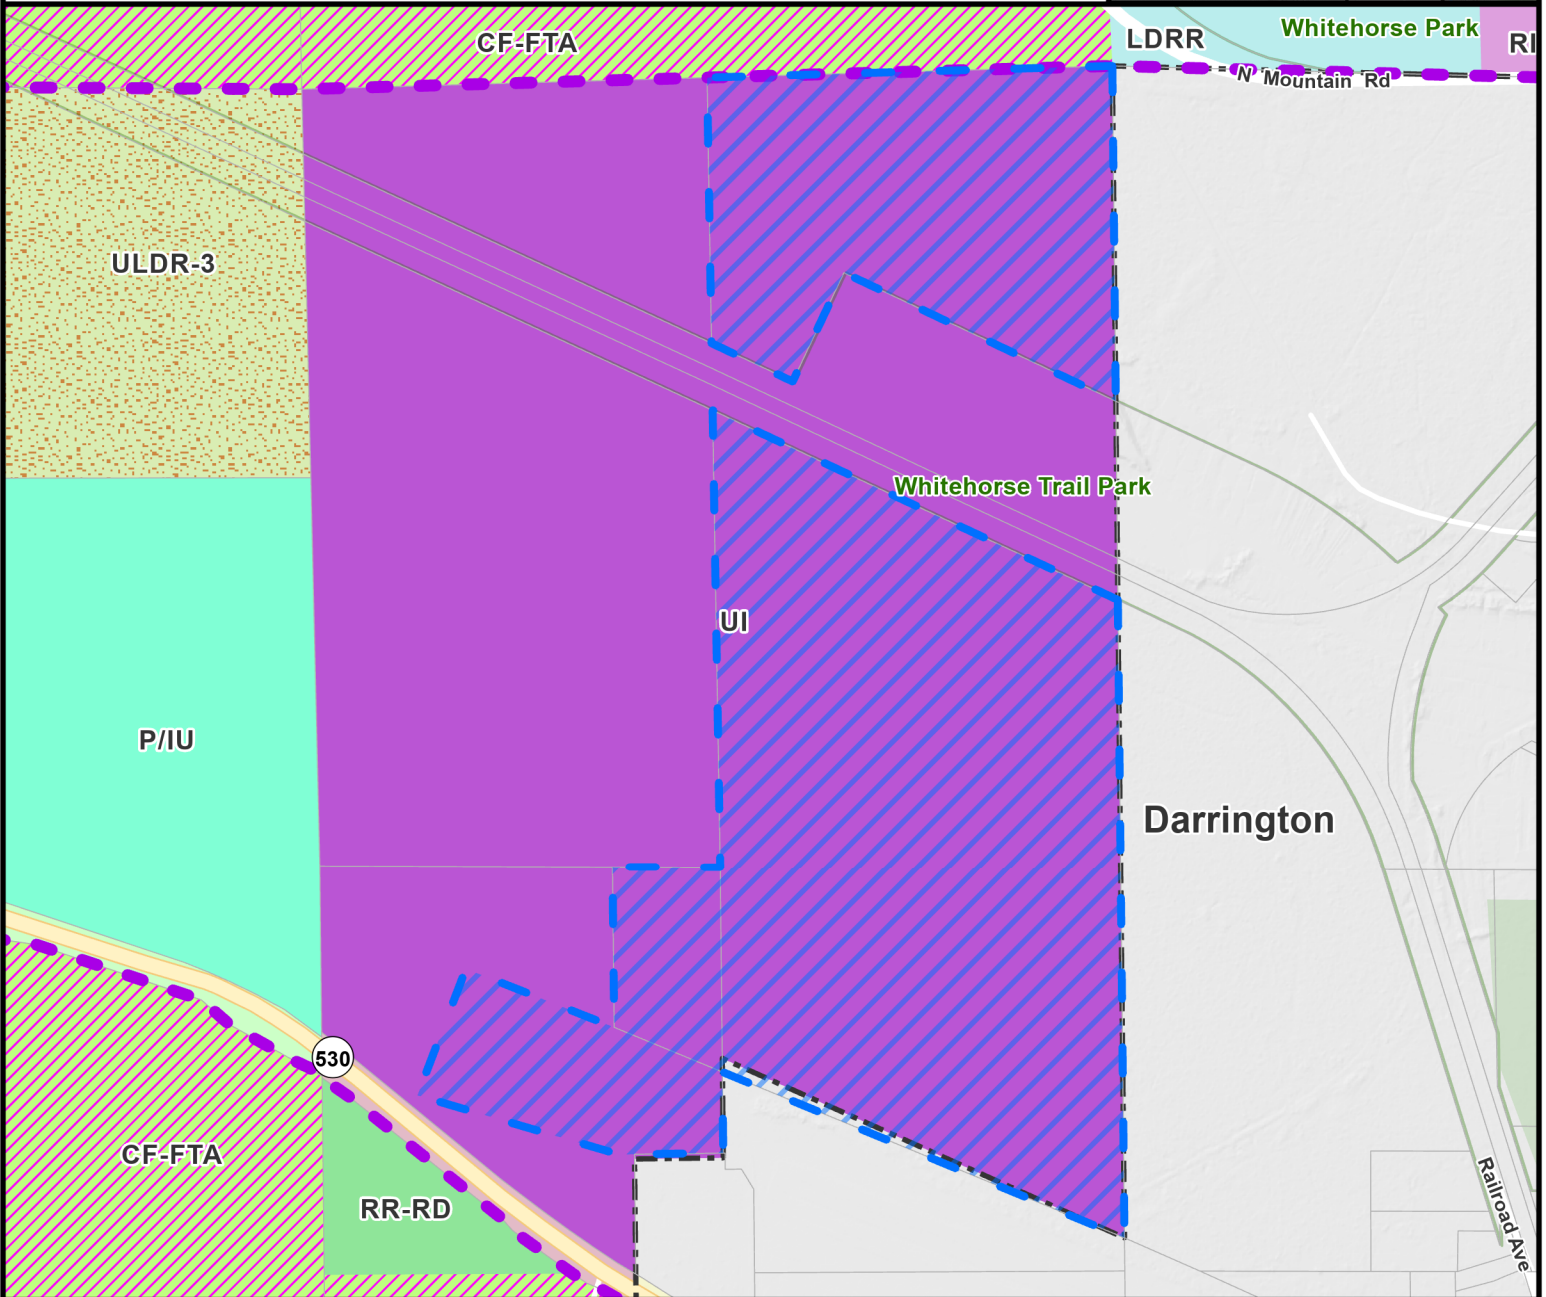 CF-FTA
LDRR
Whitehorse Park
RI
N Mountain Rd
ULDR-3
Whitehorse Trail Park
UI
P/IU
Darrington
530
CF-FTA
RR-RD
Railroad Ave